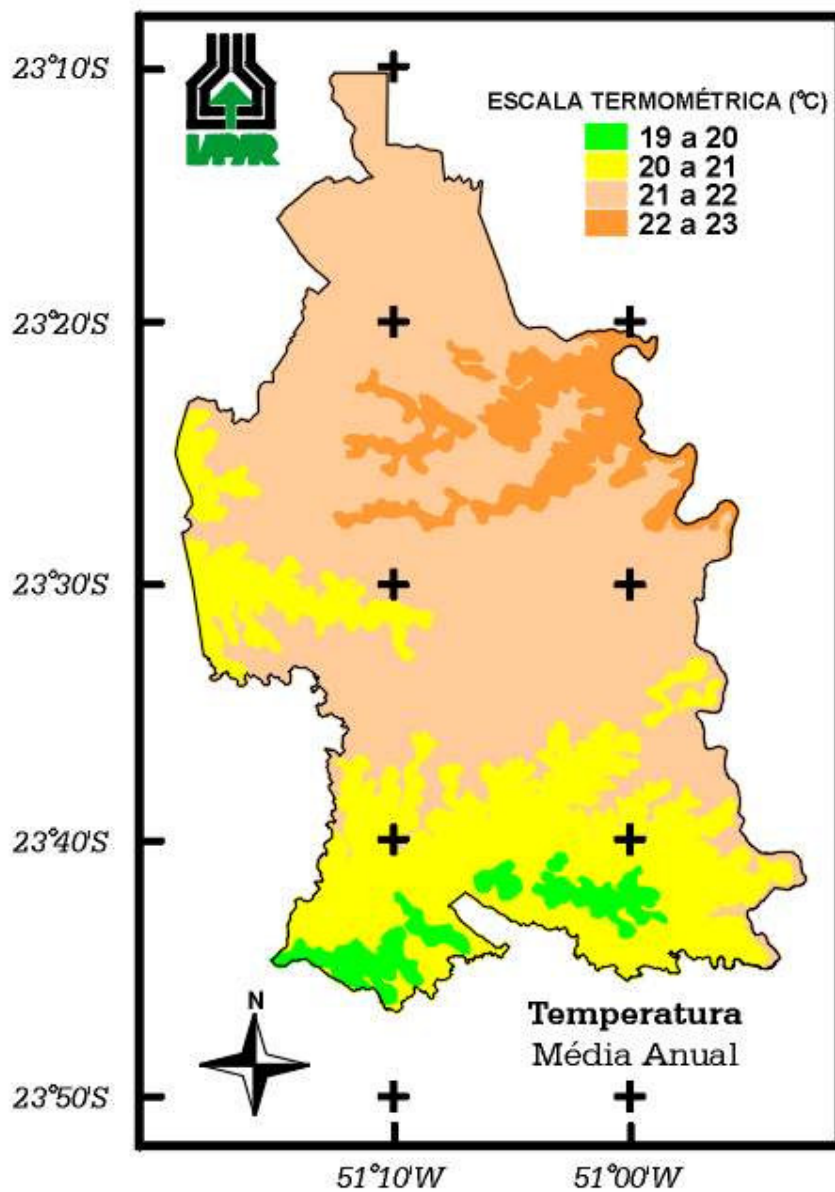 23°10'S
IAPAR
ESCALA TERMOMÉTRICA (°C)
19 a 20
20 a 21
21 a 22
22 a 23
23°20'S
23°30'S
23°40'S
N
Temperatura
Média Anual
23°50'S
51°10'W
51°00'W